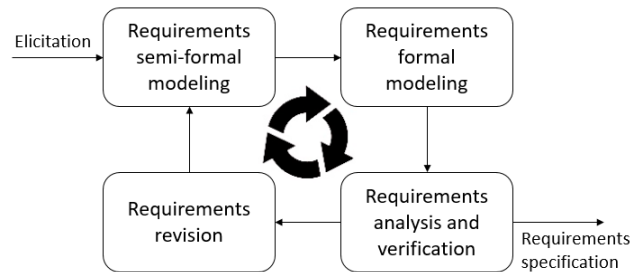 Elicitation
Requirements
semi-formal
modeling
Requirements
formal
modeling
Requirements
revision
Requirements
analysis and
verification
Requirements
specification